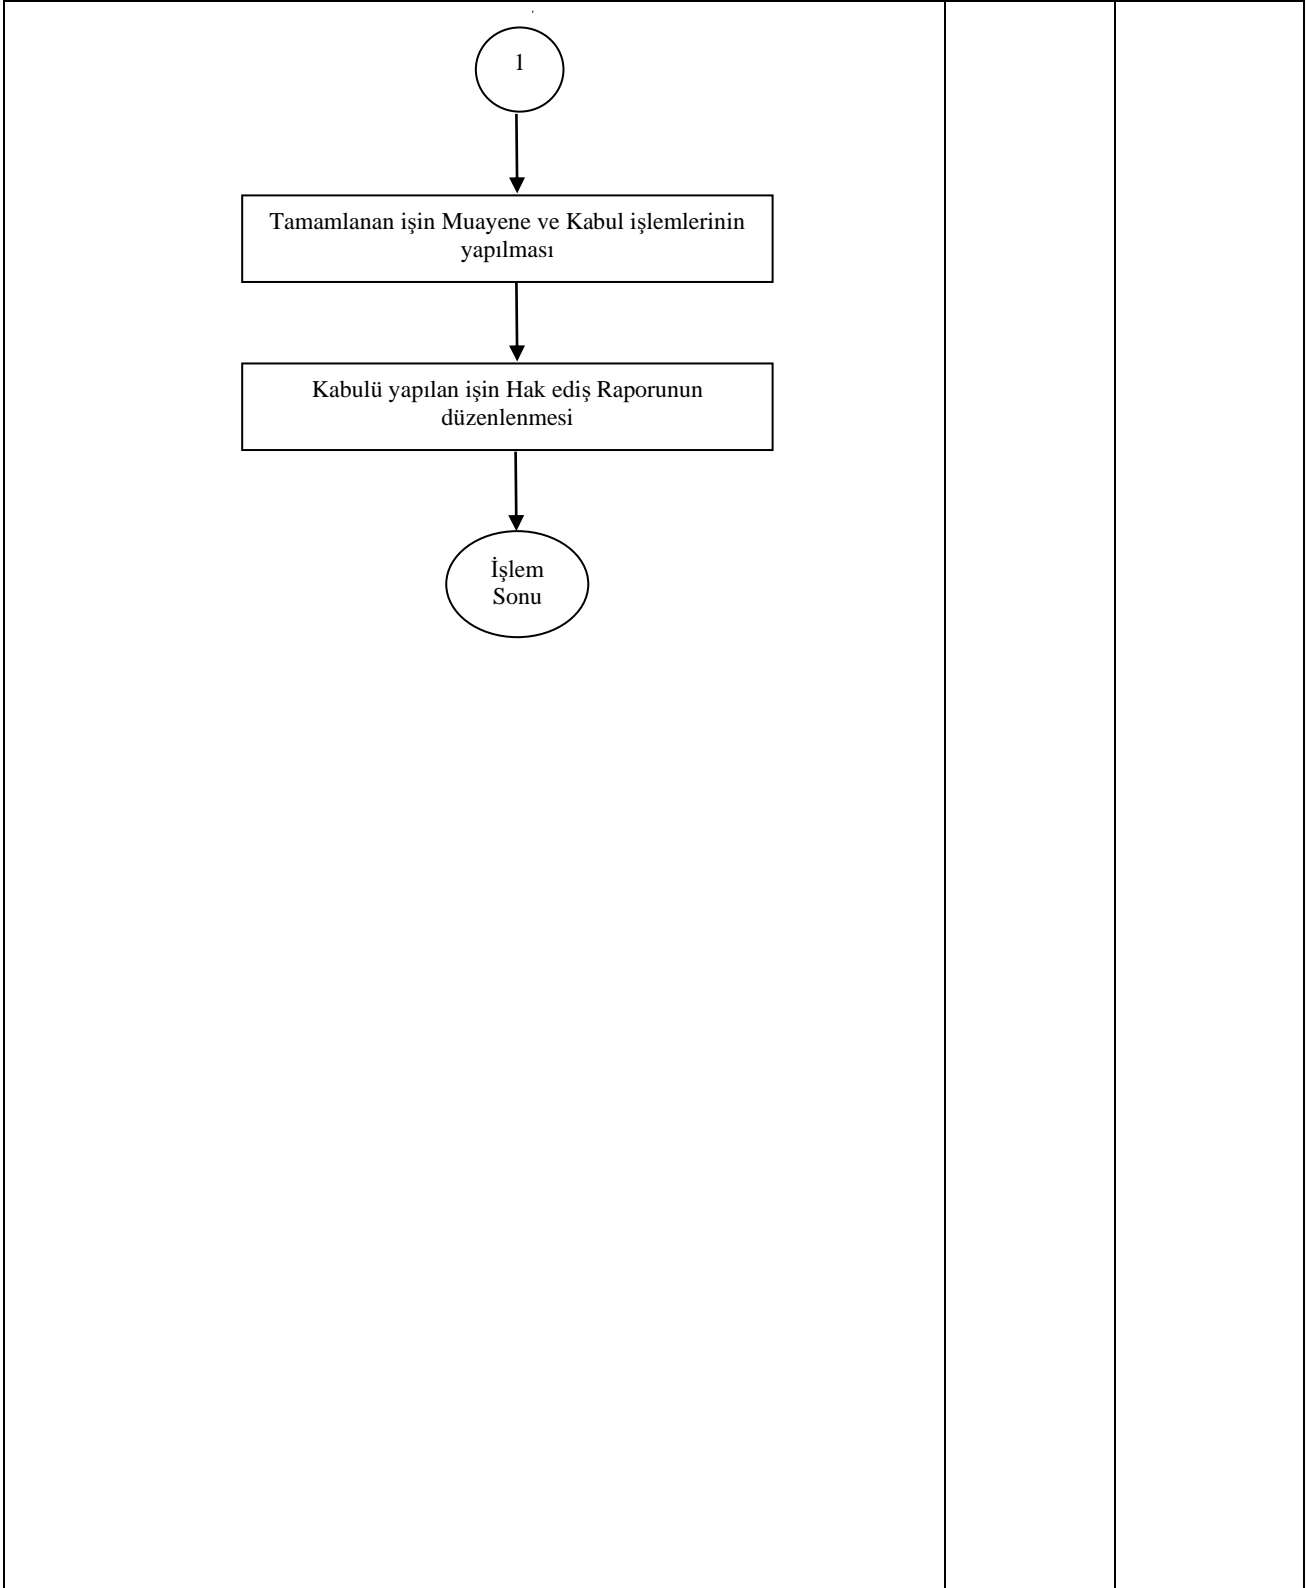 1
Tamamlanan işin Muayene ve Kabul işlemlerinin
yapılması
Kabulü yapılan işin Hak ediş Raporunun
düzenlenmesi
İşlem
Sonu